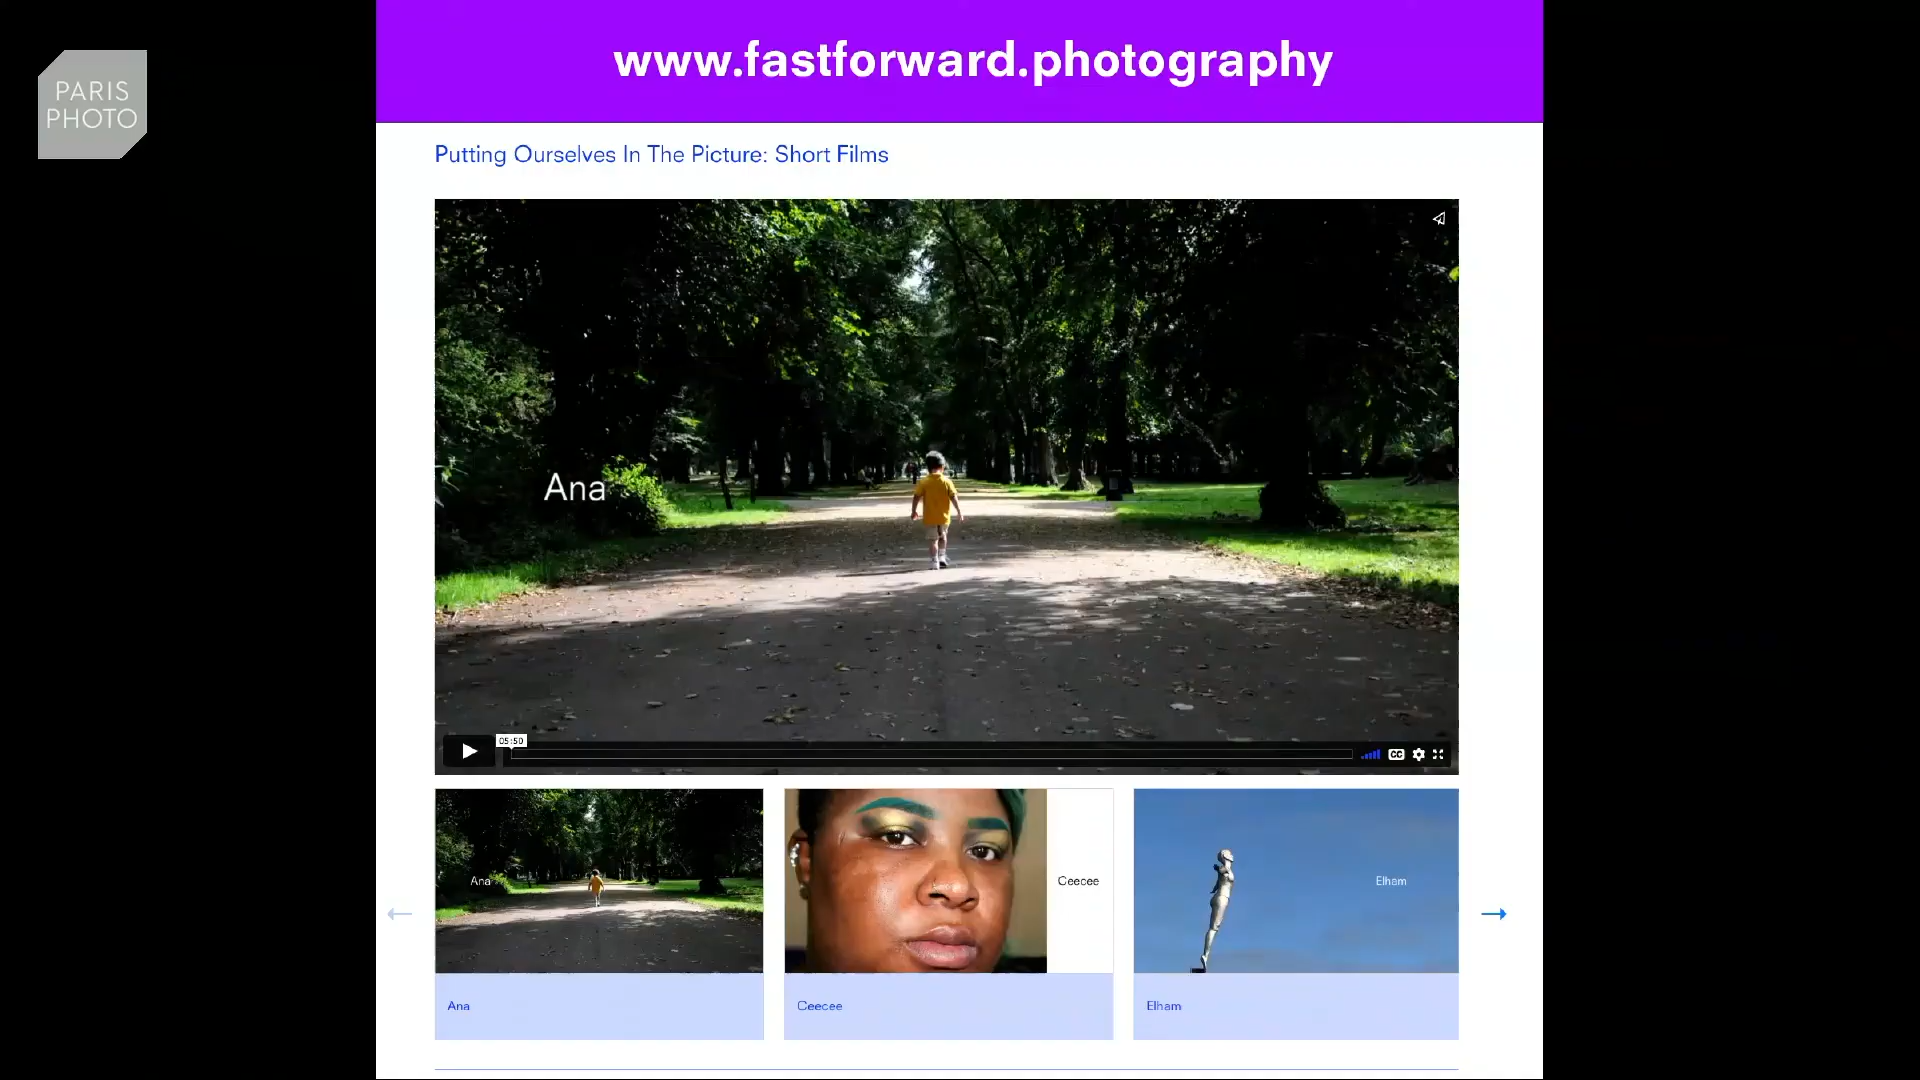 PARIS
PHOTO
www.fastforward.photography
Putting Ourselves In The Picture: Short Films
Ana
05:50
CC
Ana
Ceecee
Elham
Ana
Ceecee
Elham